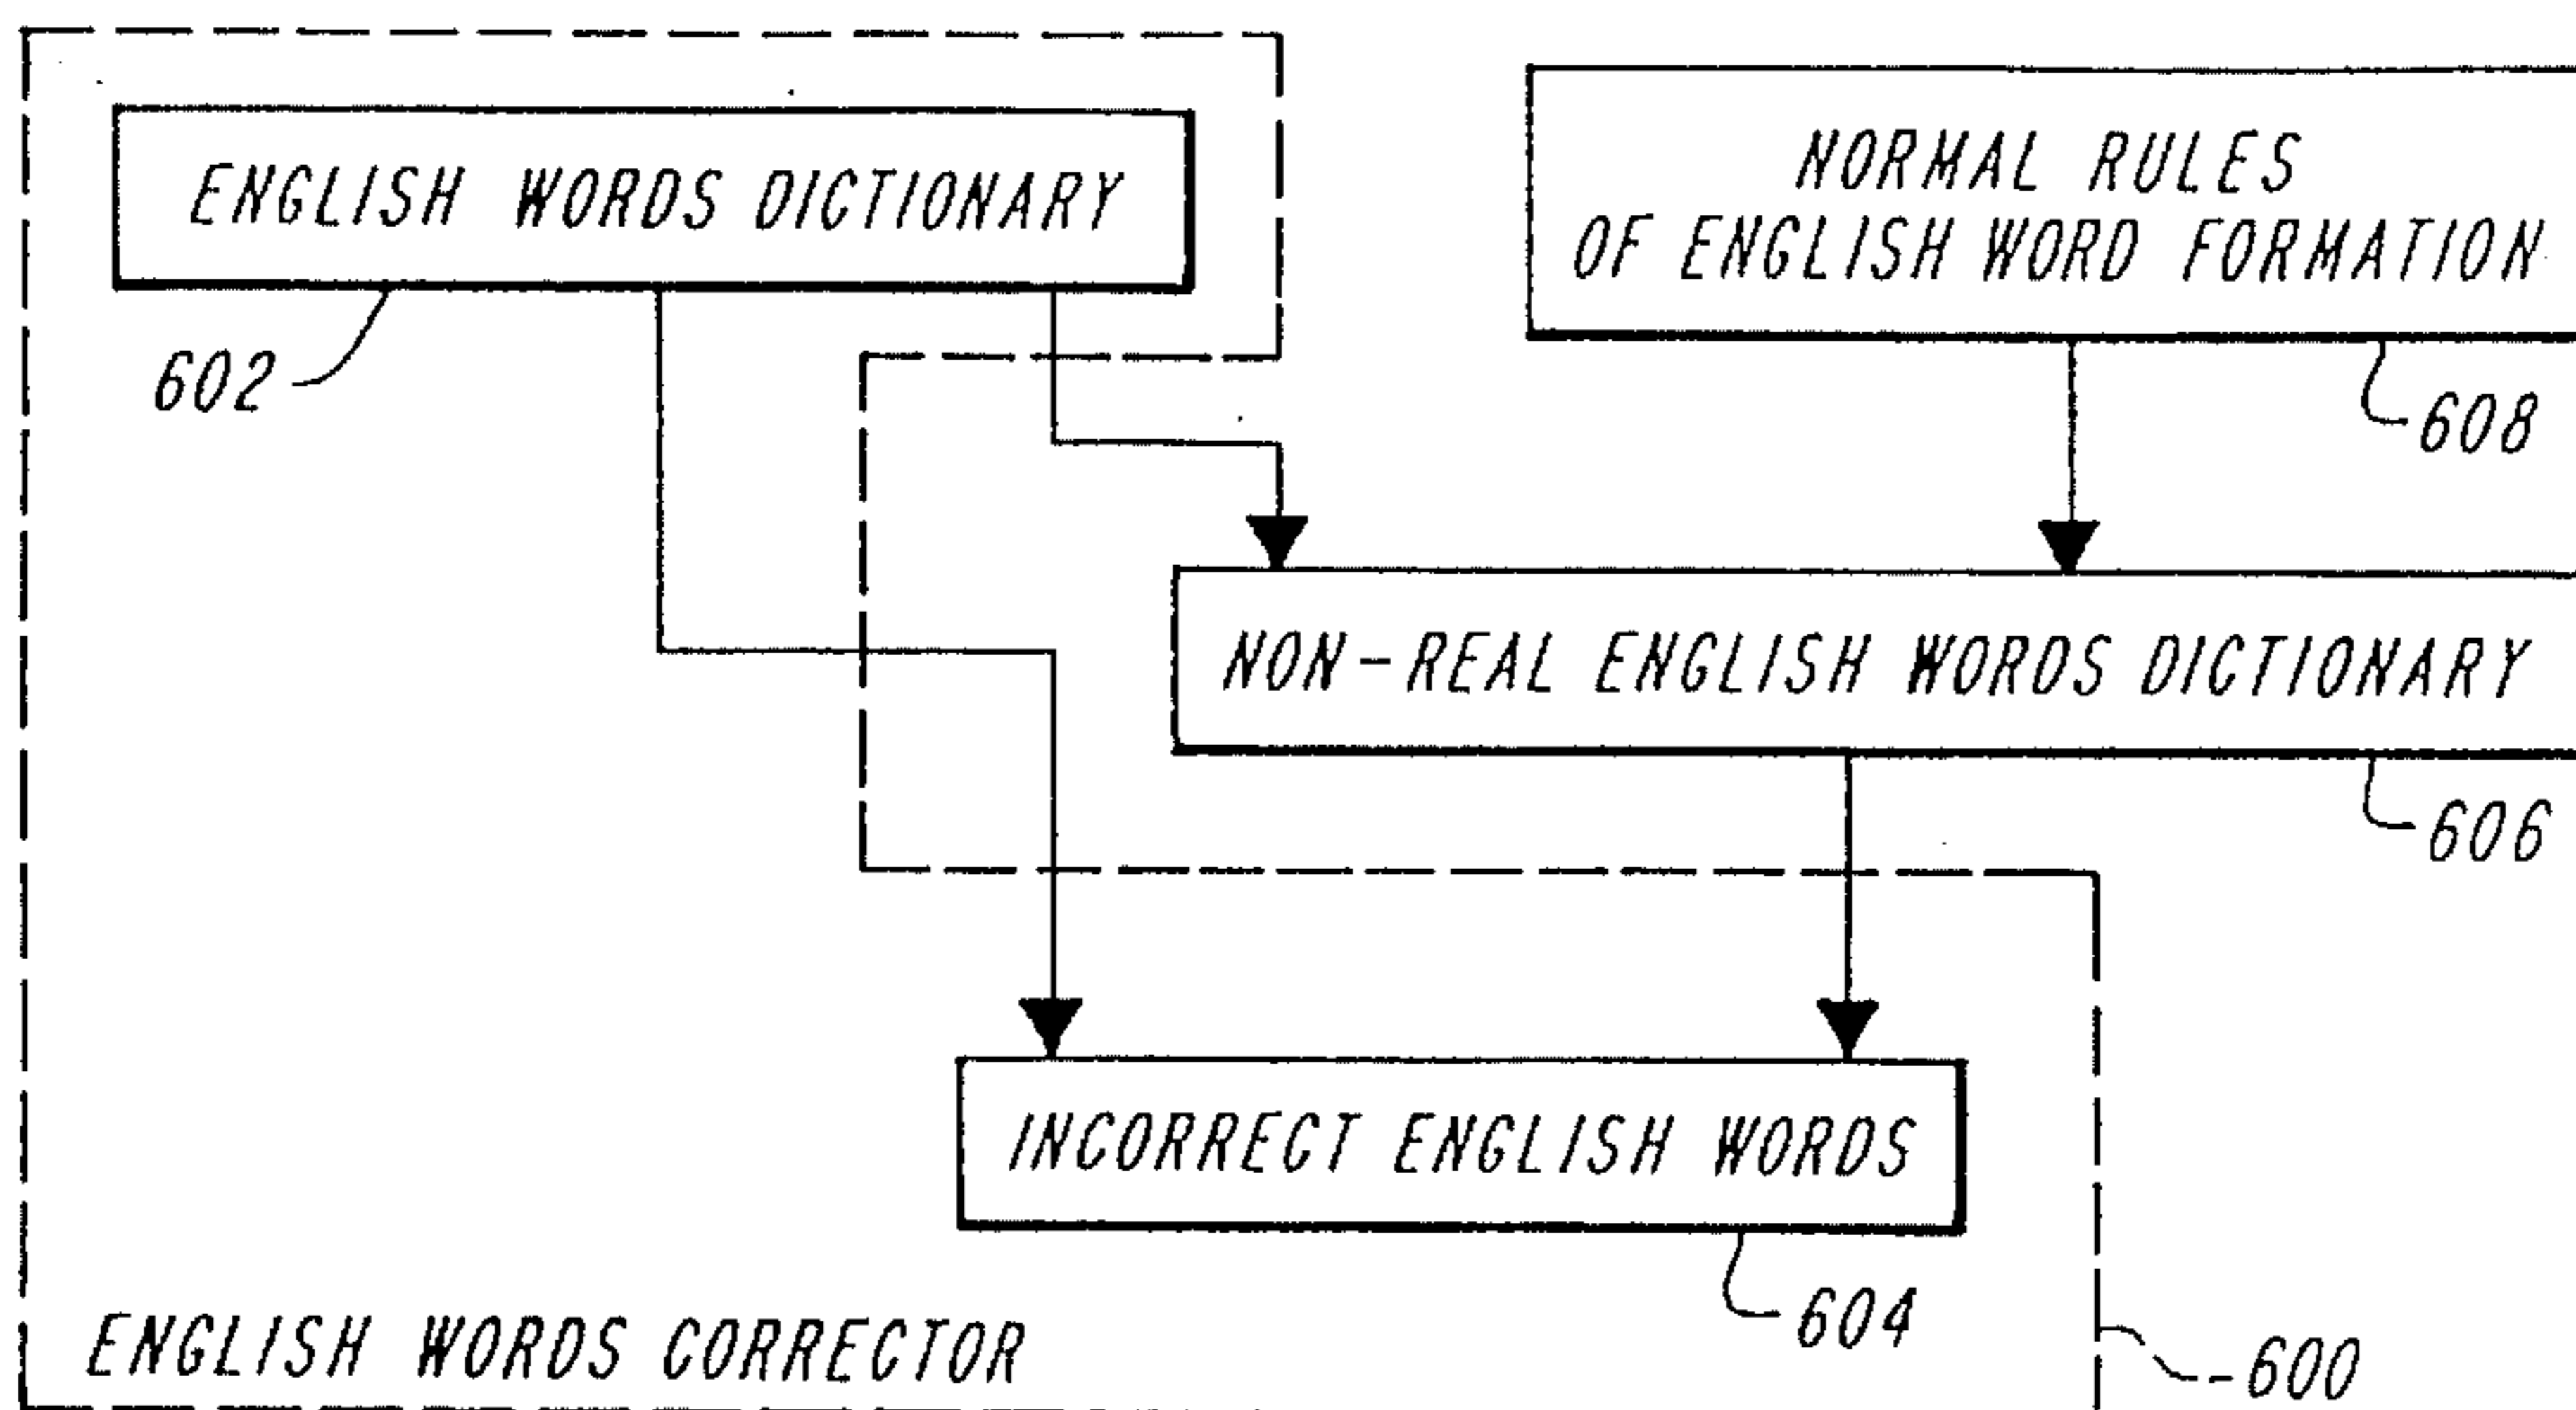 ENGLISH WORDS DICTIONARY
602
NORMAL RULES
OF ENGLISH WORD FORMATION
608
NON-REAL ENGLISH WORDS DICTIONARY
606
INCORRECT ENGLISH WORDS
604
ENGLISH WORDS CORRECTOR
600